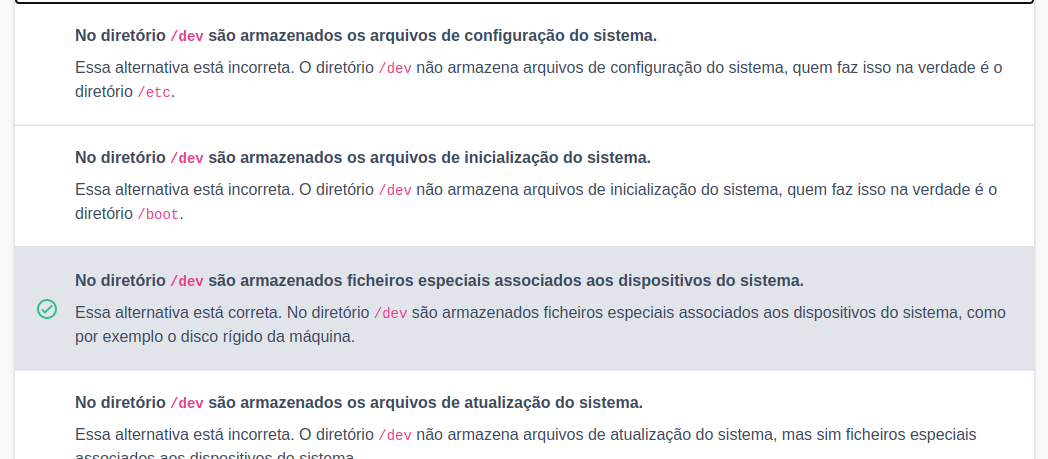 No diretório /dev são armazenados os arquivos de configuração do sistema.
Essa alternativa está incorreta. O diretório /dev não armazena arquivos de configuração do sistema, quem faz isso na verdade é o
diretório /etc.
No diretório /dev são armazenados os arquivos de inicialização do sistema.
Essa alternativa está incorreta. O diretório /dev não armazena arquivos de inicialização do sistema, quem faz isso na verdade é o
diretório /boot.
No diretório /dev são armazenados ficheiros especiais associados aos dispositivos do sistema.
Essa alternativa está correta. No diretório /dev são armazenados ficheiros especiais associados aos dispositivos do sistema, como
por exemplo o disco rígido da máquina.
No diretório /dev são armazenados os arquivos de atualização do sistema.
Essa alternativa está incorreta. O diretório /dev não armazena arquivos de atualização do sistema, mas sim ficheiros especiais
associados aos dispositivos do sistema.